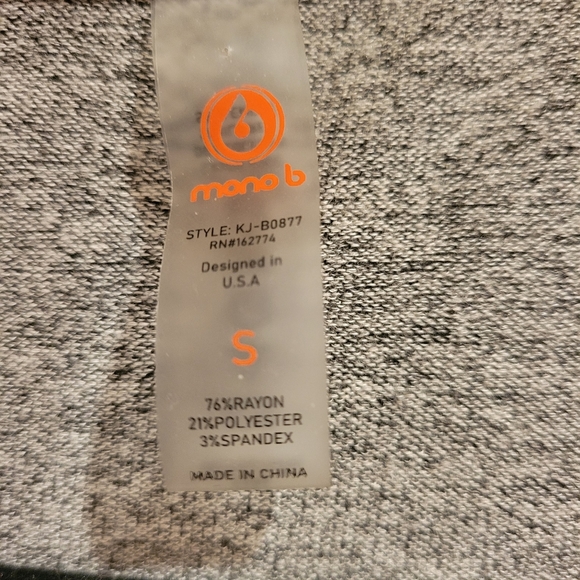 mono b
STYLE: KJ-B0877
RN#162774
Designed in
U.S.A
S
76%RAYON
21%POLYESTER
3%SPANDEX
MADE IN CHINA